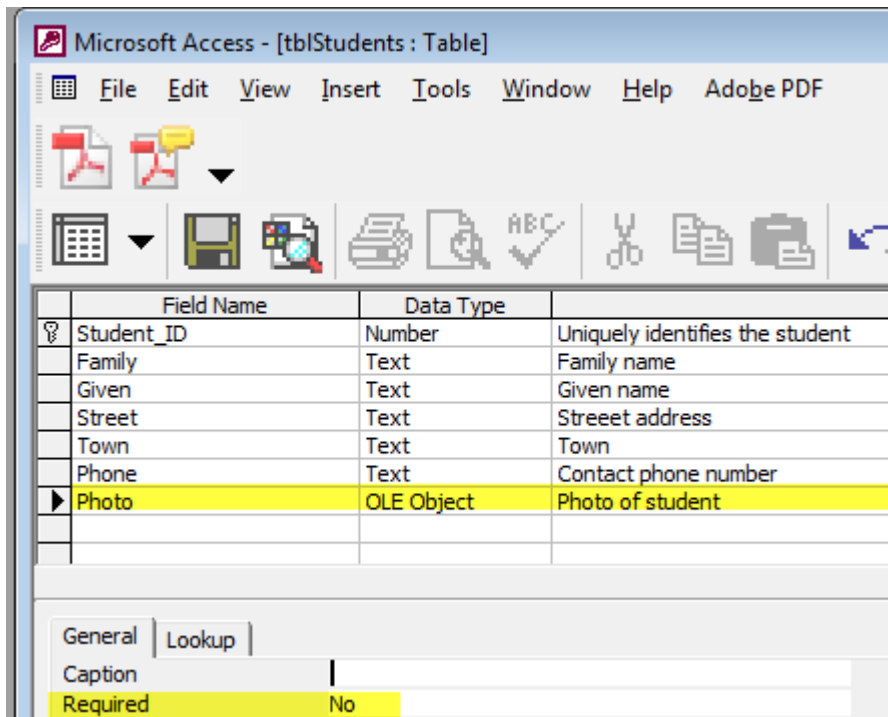 Microsoft Access - [tblStudents : Table]
File Edit View Insert Tools Window Help Adobe PDF
ABC
Field Name Data Type
Student_ID Number Uniquely identifies the student
Family Text Family name
Given Text Given name
Street Text Streeet address
Town Text Town
Phone Text Contact phone number
Photo OLE Object Photo of student
General Lookup
Caption
Required No